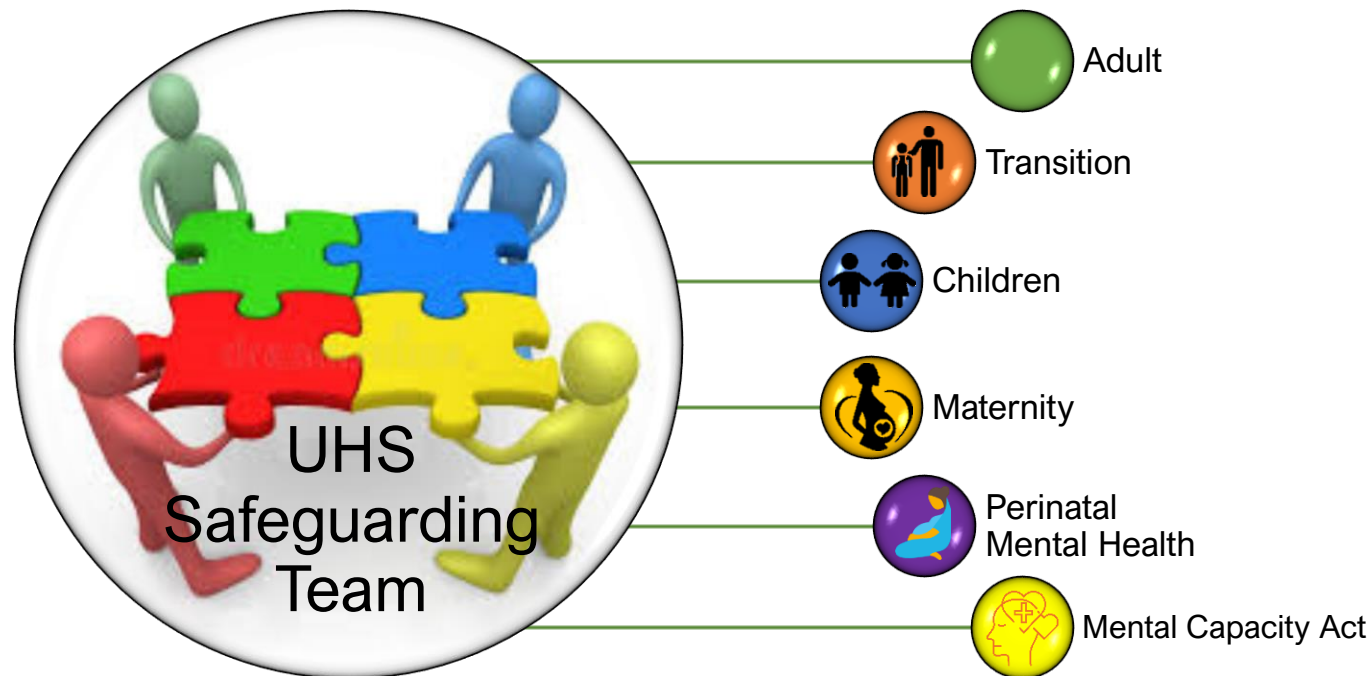 UHS
Safeguarding
Team
Adult
Transition
Children
Maternity
Perinatal
Mental Health
Mental Capacity Act